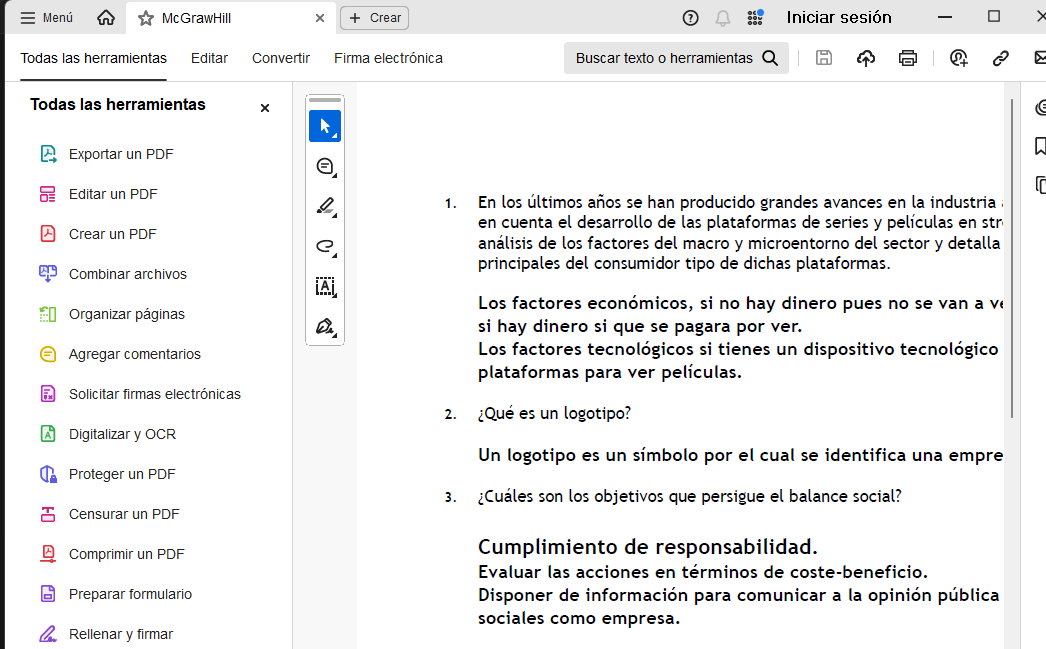 Menú
McGrawHill
Crear
Iniciar sesión
Todas las herramientas
Editar
Convertir
Firma electrónica
Buscar texto o herramientas
Todas las herramientas
Exportar un PDF
Editar un PDF
Crear un PDF
Combinar archivos
Organizar páginas
Agregar comentarios
Solicitar firmas electrónicas
Digitalizar y OCR
Proteger un PDF
Censurar un PDF
Comprimir un PDF
Preparar formulario
Rellenar y firmar
1. En los últimos años se han producido grandes avances en la industria
en cuenta el desarrollo de las plataformas de series y películas en
análisis de los factores del macro y microentorno del sector y detalla
principales del consumidor tipo de dichas plataformas.
Los factores económicos, si no hay dinero pues no se van a
si hay dinero si que se pagara por ver.
Los factores tecnológicos si tienes un dispositivo tecnológico
plataformas para ver películas.
2. ¿Qué es un logotipo?
Un logotipo es un símbolo por el cual se identifica una
3. ¿Cuáles son los objetivos que persigue el balance social?
Cumplimiento de responsabilidad.
Evaluar las acciones en términos de coste-beneficio.
Disponer de información para comunicar a la opinión pública
sociales como empresa.